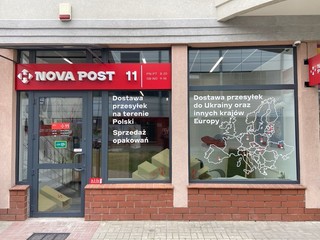 NOVA POST 11
Dostawa
przesyłek
na terenie
Polski
Sprzedaż
opakowań
Dostawa przesyłek
do Ukrainy oraz
innych krajów
Europy